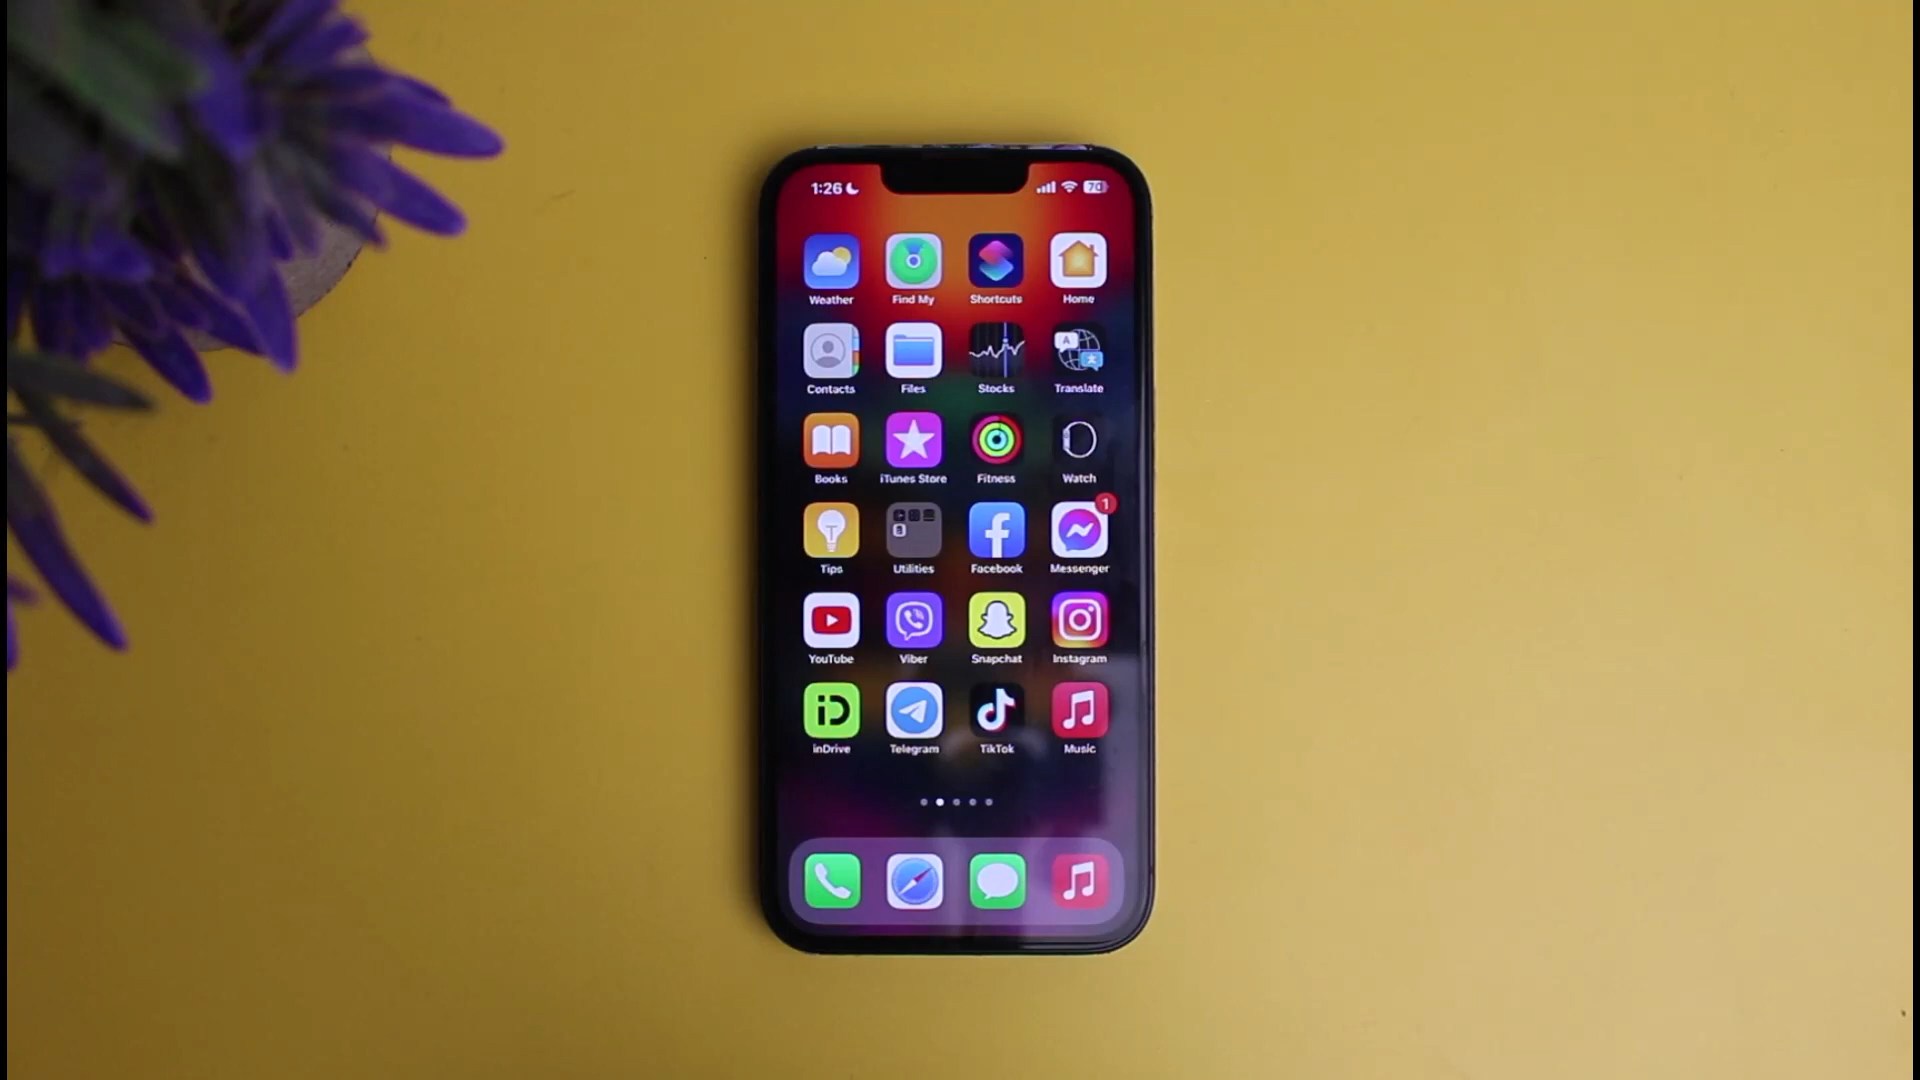 1:26 70
Weather Find My Shortcuts Home
Contacts Files Stocks Translate
Books iTunes Store Fitness Watch
1
Tips Utilities Facebook Messenger
YouTube Viber Snapchat Instagram
iD
inDrive Telegram TikTok Music